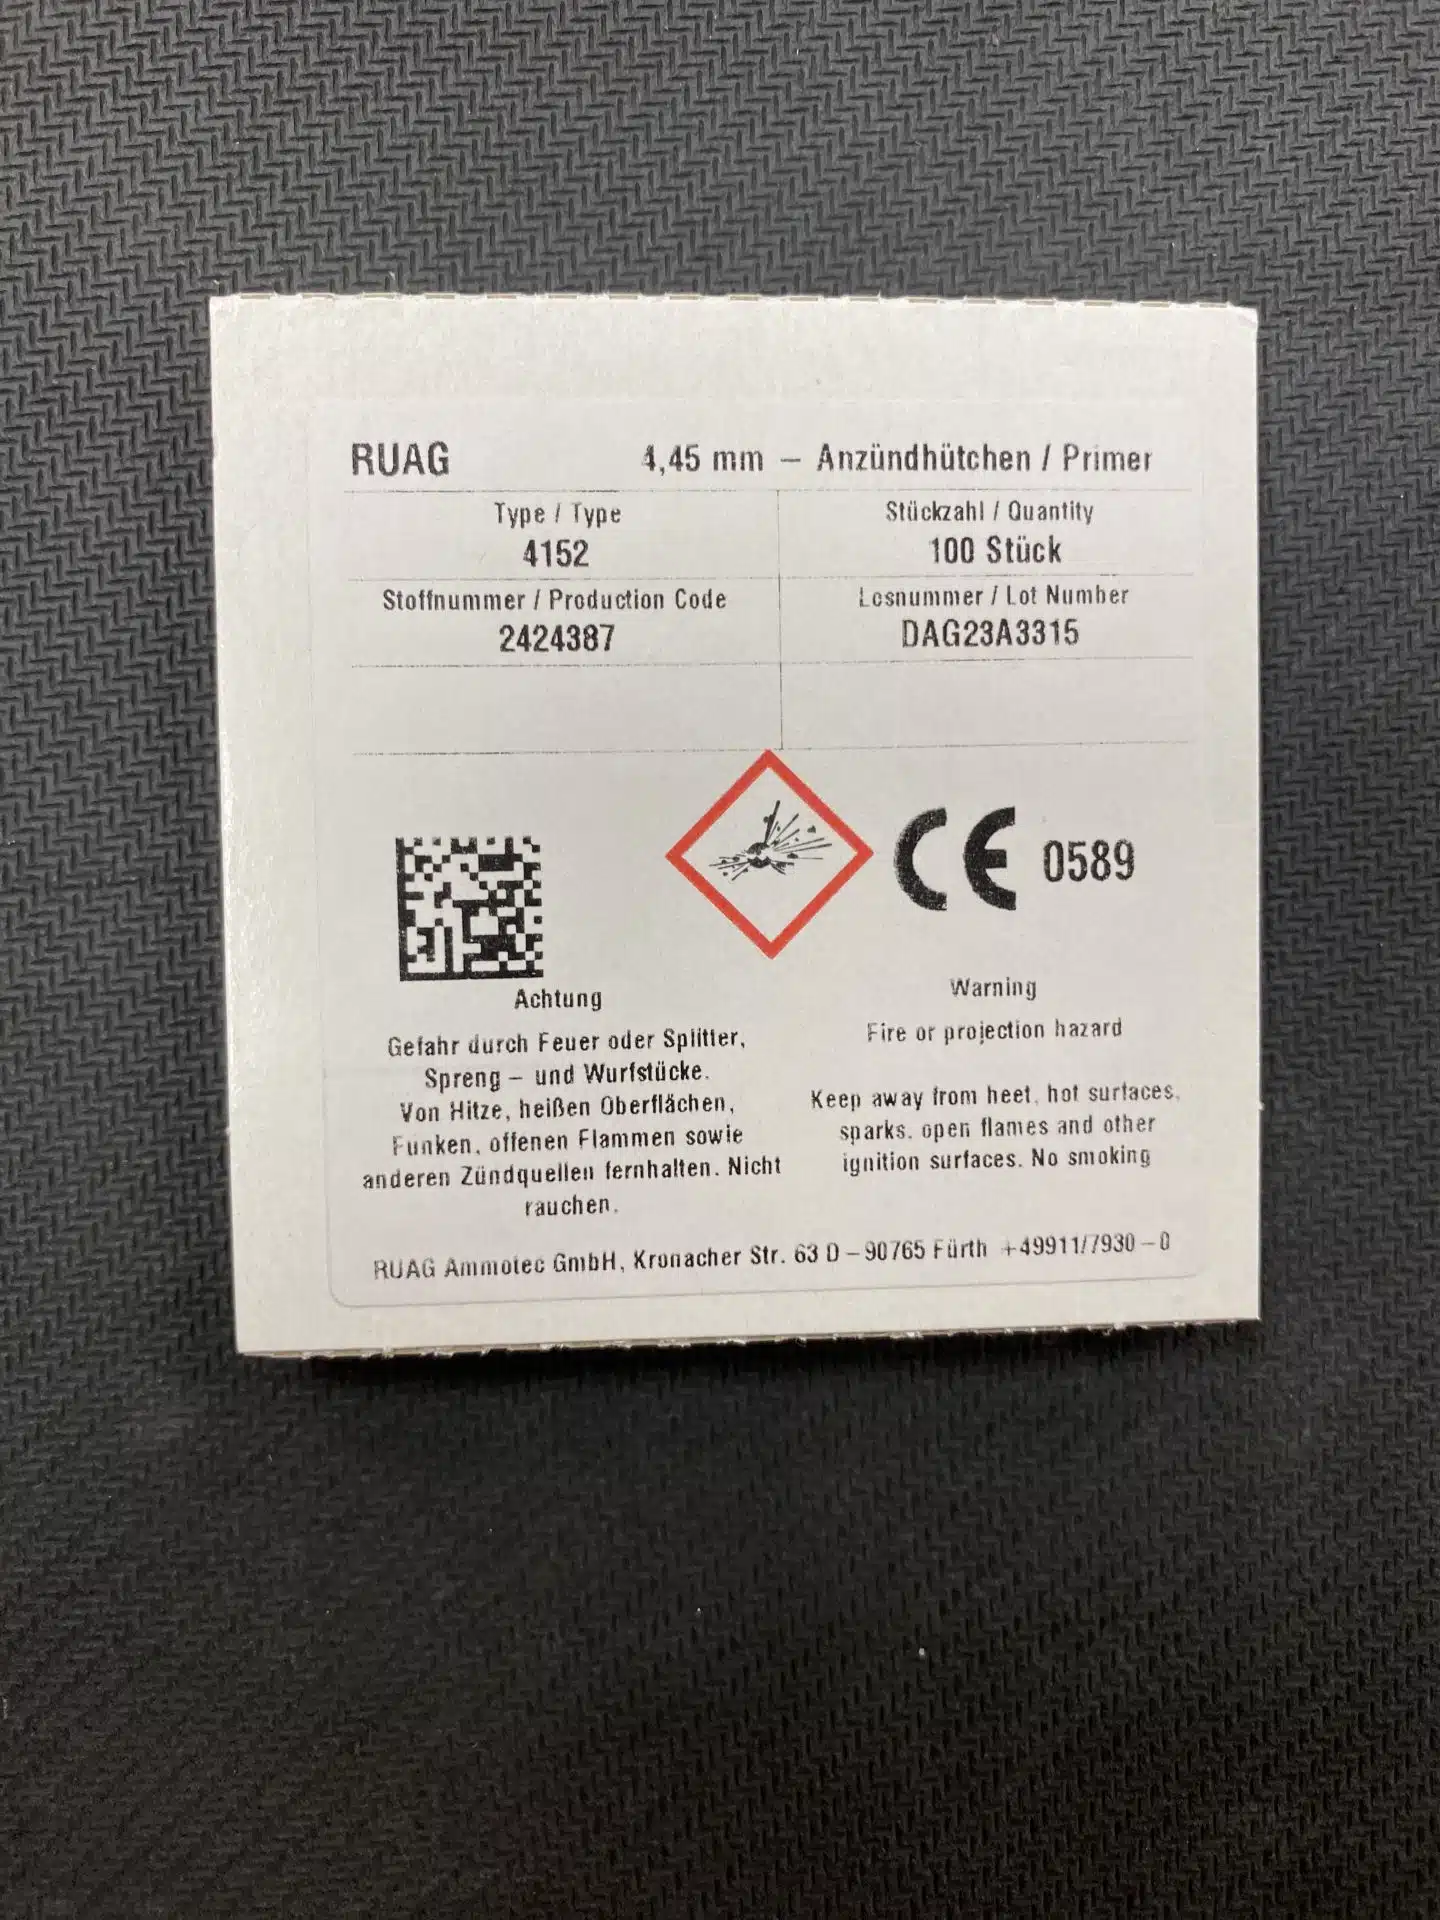 RUAG 4,45 mm – Anzündhütchen / Primer
Type / Type
4152
Stückzahl / Quantity
100 Stück
Stoffnummer / Production Code
2424387
Losnummer / Lot Number
DAG23A3315
CE 0589
Achtung
Gefahr durch Feuer oder Splitter,
Spreng – und Wurfstücke.
Von Hitze, heißen Oberflächen,
Funken, offenen Flammen sowie
anderen Zündquellen fernhalten. Nicht
rauchen.
Warning
Fire or projection hazard
Keep away from heet, hot surfaces,
sparks, open flames and other
ignition surfaces. No smoking
RUAG Ammotec GmbH, Kronacher Str. 63 D – 90765 Fürth +49911/7930 – 0